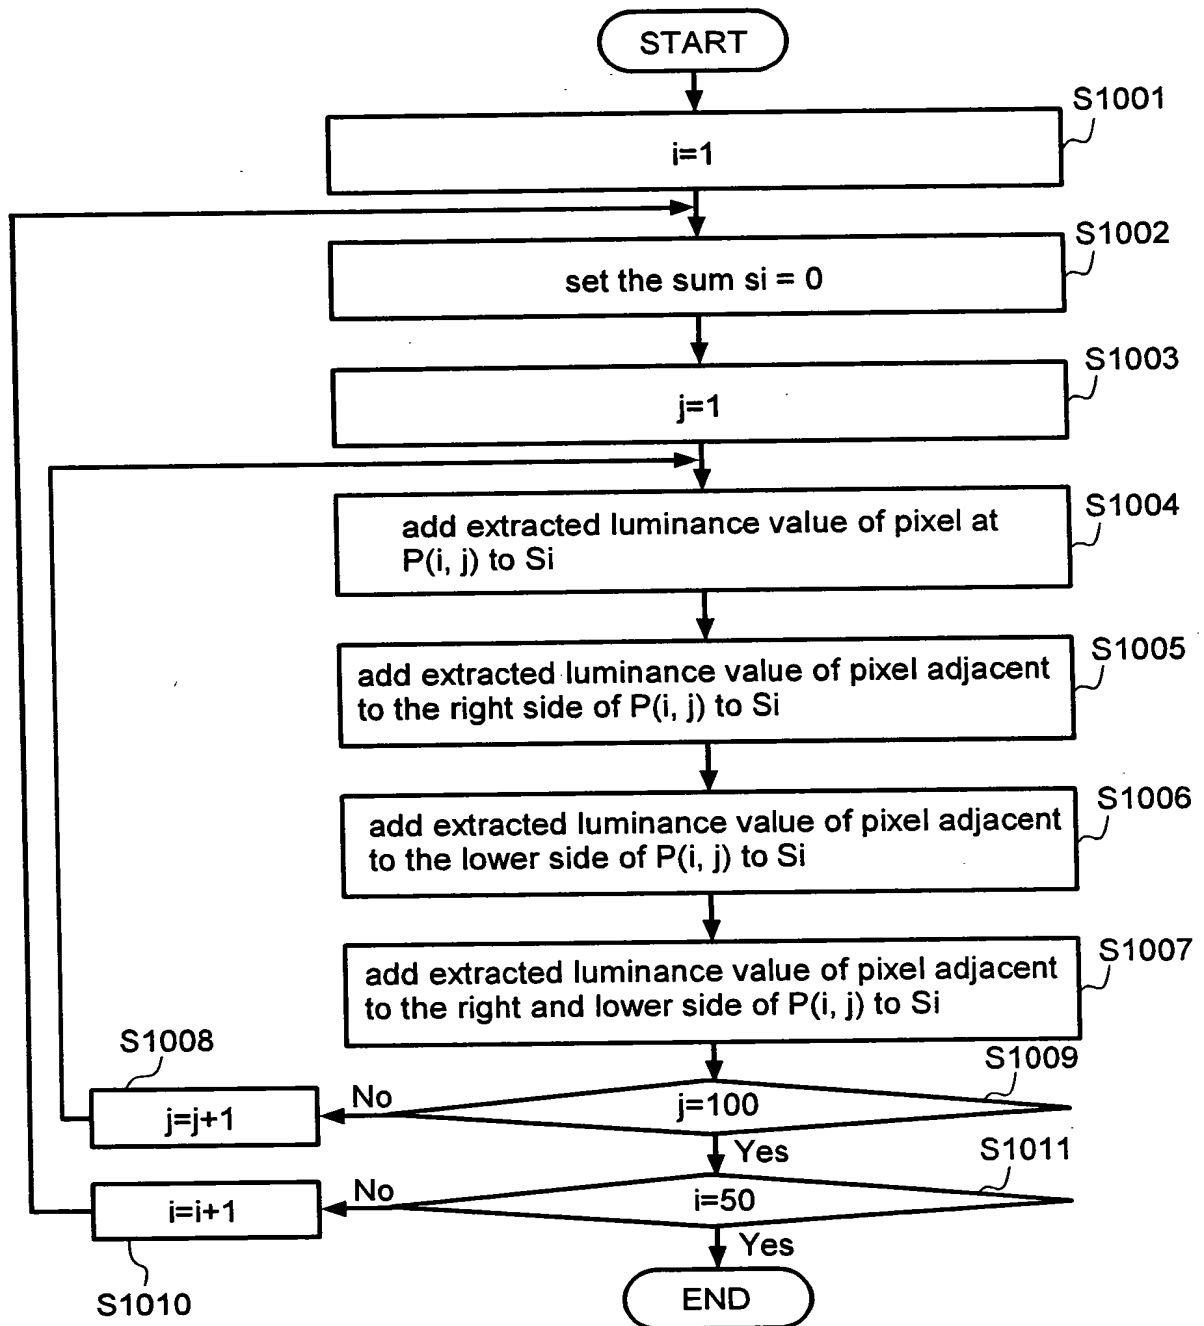 START
S1001
i=1
S1002
set the sum si = 0
S1003
j=1
S1004
add extracted luminance value of pixel at
P(i, j) to Si
S1005
add extracted luminance value of pixel adjacent
to the right side of P(i, j) to Si
S1006
add extracted luminance value of pixel adjacent
to the lower side of P(i, j) to Si
S1007
add extracted luminance value of pixel adjacent
to the right and lower side of P(i, j) to Si
S1008
S1009
j=j+1
No
j=100
Yes
S1011
i=i+1
No
i=50
Yes
S1010
END